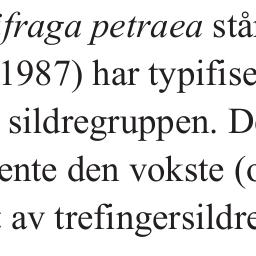 ifraga petraea står
1987) har typifise
sildregruppen. De
ente den vokste (o
t av trefingersildre